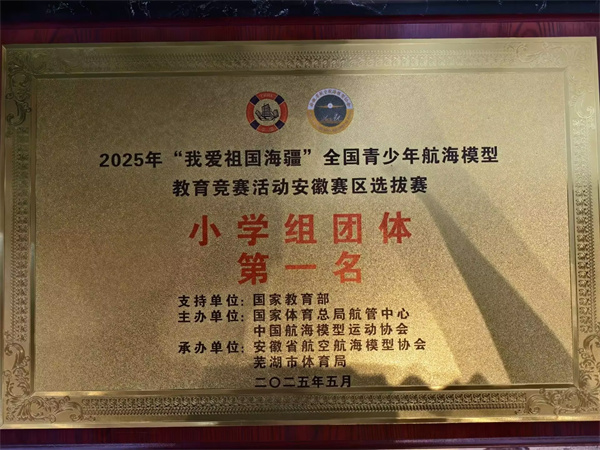 2025年“我爱祖国海疆”全国青少年航海模型
教育竞赛活动安徽赛区选拔赛
小学组团体
第一名
支持单位：国家教育部
主办单位：国家体育总局航管中心
中国航海模型运动协会
承办单位：安徽省航空航海模型协会
芜湖市体育局
二〇二五年五月